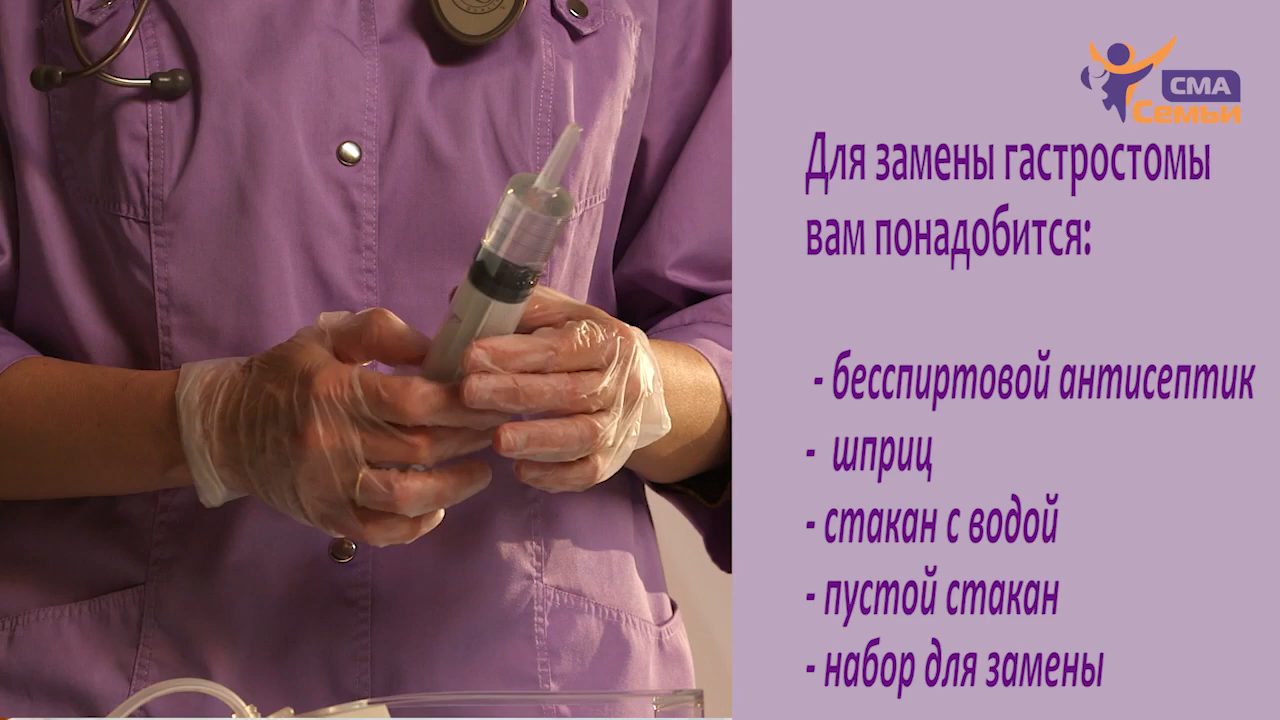 СМА
Семьи
Для замены гастростомы
вам понадобится:
- бесспиртовой антисептик
- шприц
- стакан с водой
- пустой стакан
- набор для замены